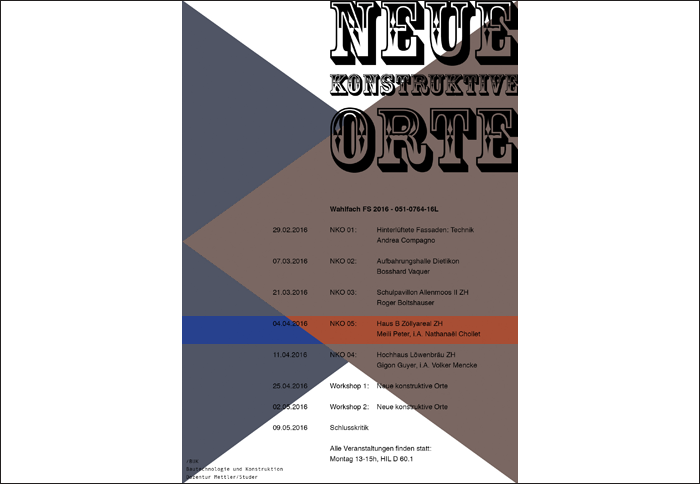 NEUE
KONSTRUKTIVE
ORTE
Wahlfach FS 2016 - 051-0764-16L
29.02.2016 NKO 01: Hinterlüftete Fassaden: Technik
Andrea Compagno
07.03.2016 NKO 02: Aufbahrungshalle Dietlikon
Bosshard Vaquer
21.03.2016 NKO 03: Schulpavillon Allenmoos II ZH
Roger Boltshauser
04.04.2016 NKO 05: Haus B Zöllyareal ZH
Meili Peter, i.A. Nathanaël Chollet
11.04.2016 NKO 04: Hochhaus Löwenbräu ZH
Gigon Guyer, i.A. Volker Mencke
25.04.2016 Workshop 1: Neue konstruktive Orte
02.05.2016 Workshop 2: Neue konstruktive Orte
09.05.2016 Schlusskritik
Alle Veranstaltungen finden statt:
Montag 13-15h, HIL D 60.1
Bautechnologie und Konstruktion
Dozentur Mettler/Studer